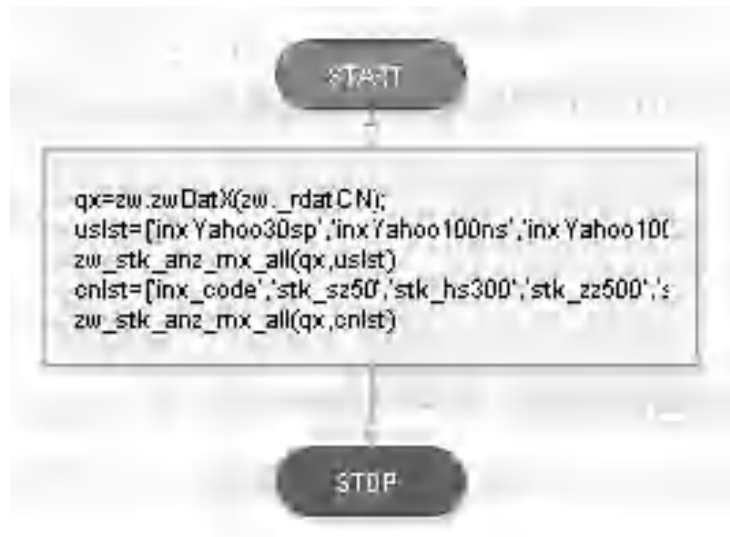 START
qx=zw.zwDatX(zw._rdatCN);
uslst=['inxYahoo30sp','inxYahoo100ns','inxYahoo10
zw_stk_anz_mx_all(qx,uslst)
cnlst=['inx_code','stk_sz50','stk_hs300','stk_zz500','s
zw_stk_anz_mx_all(qx,cnlst)
STOP